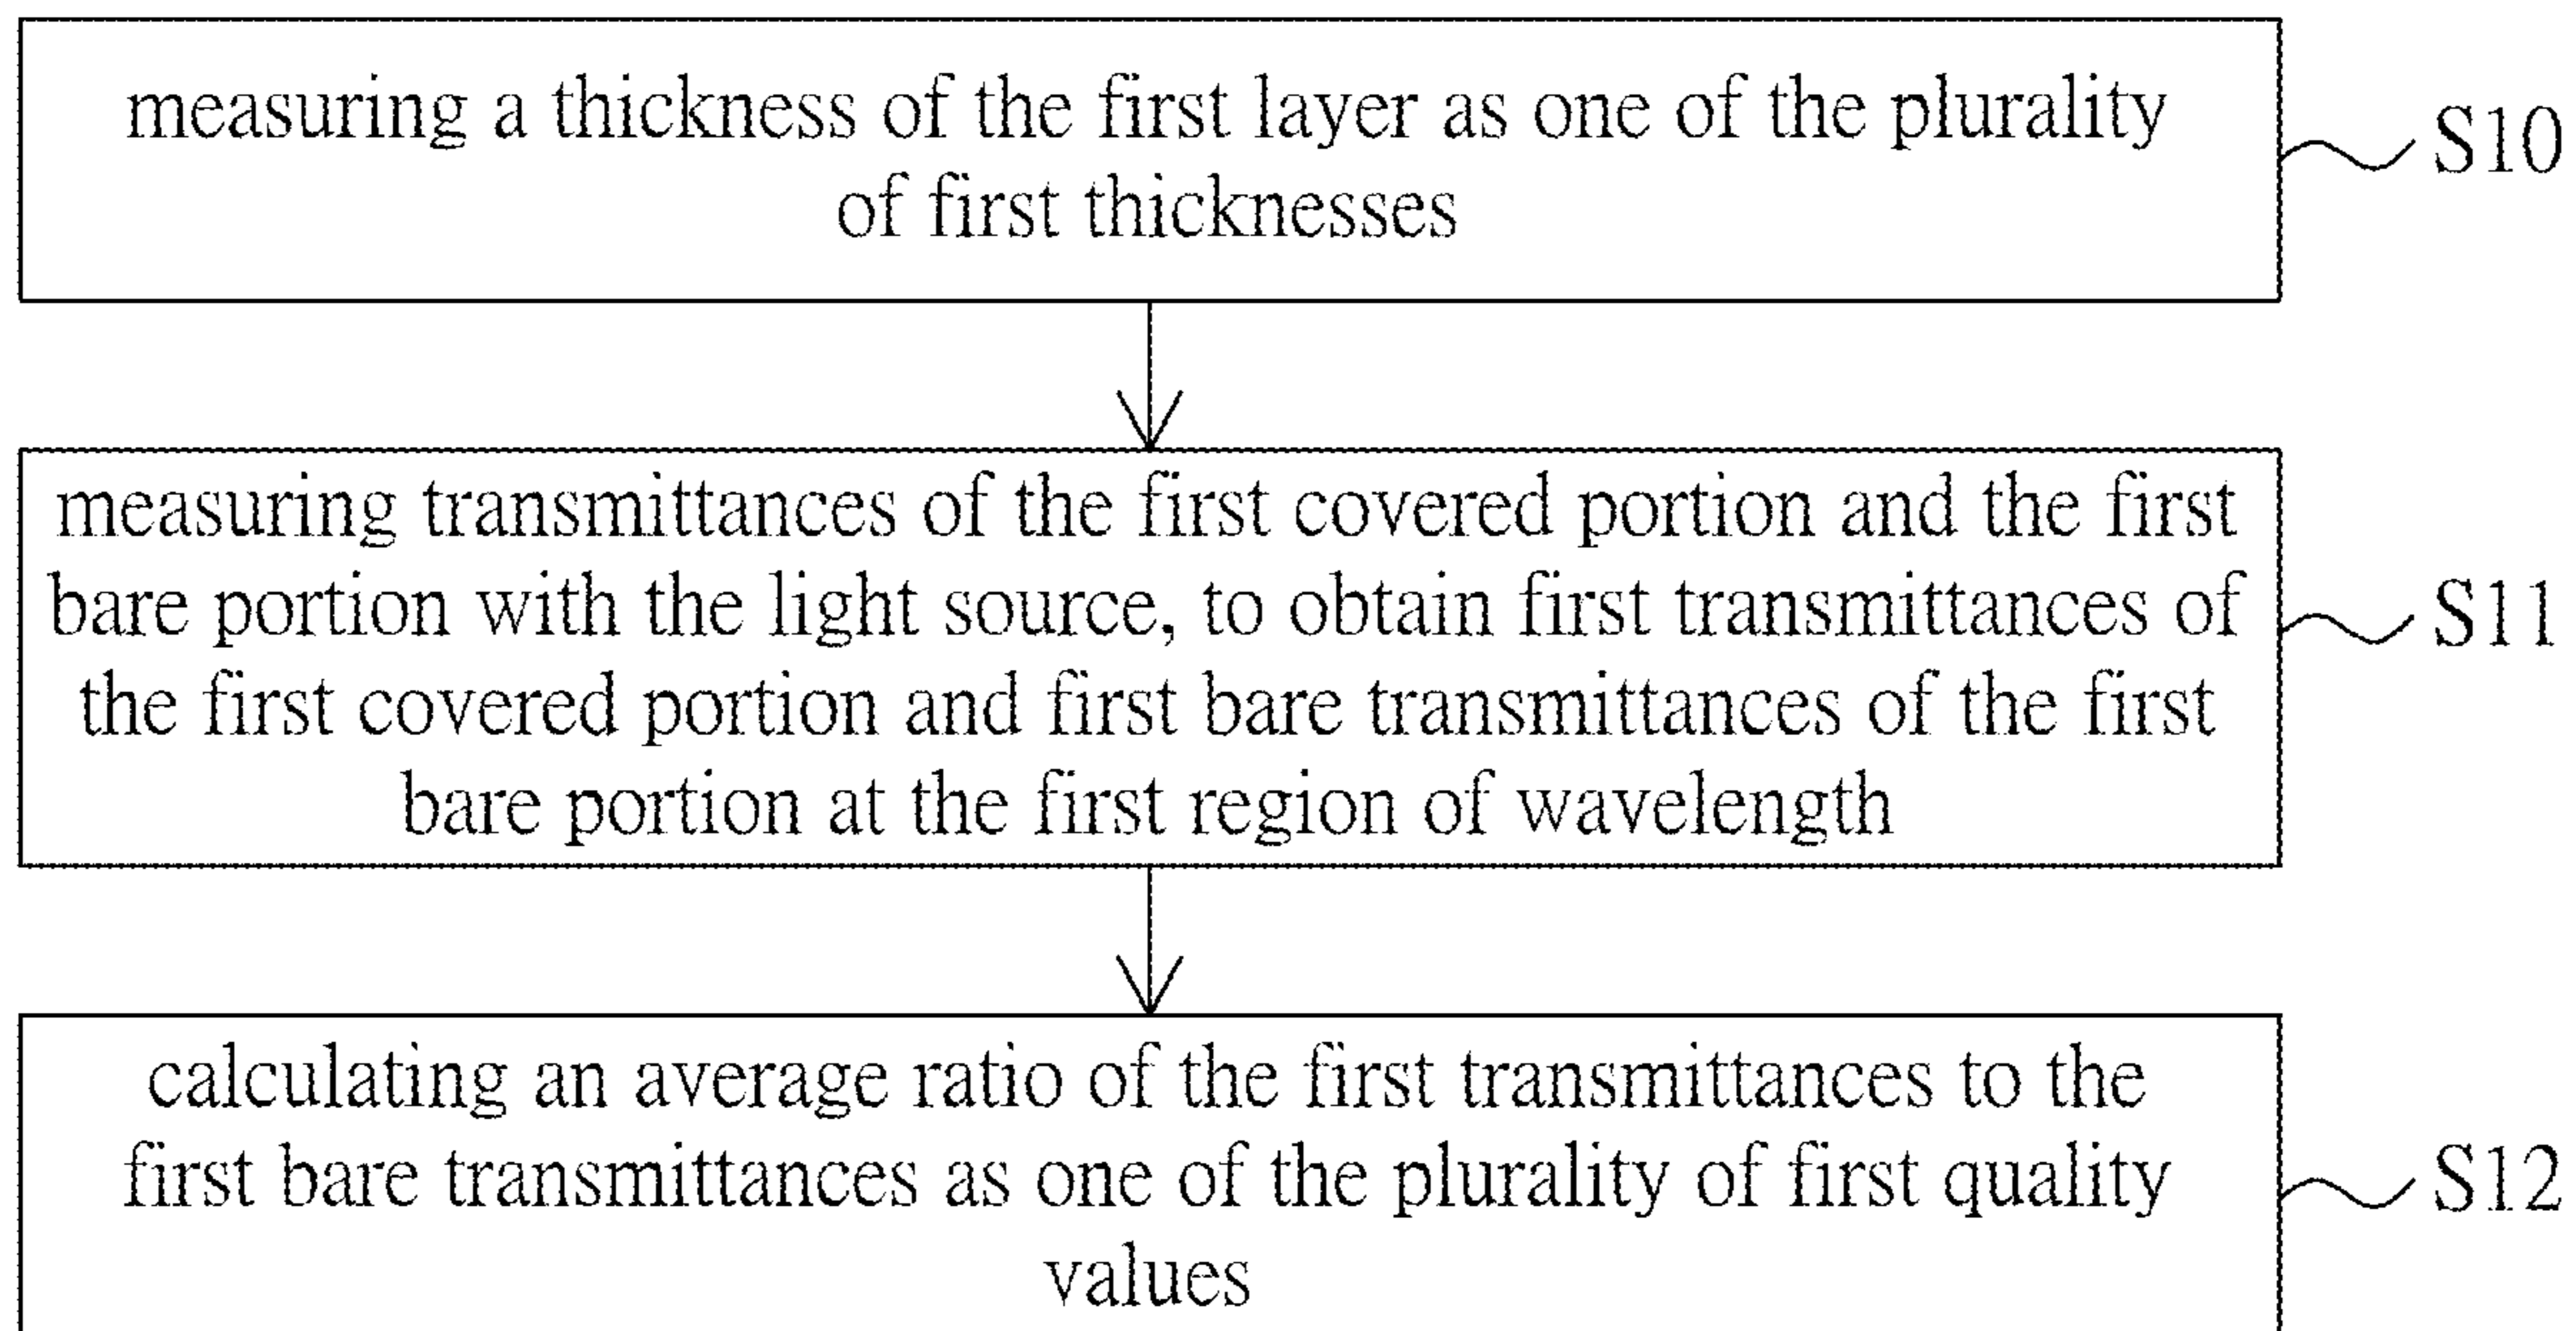 measuring a thickness of the first layer as one of the plurality
of first thicknesses
S10
measuring transmittances of the first covered portion and the first
bare portion with the light source, to obtain first transmittances of
the first covered portion and first bare transmittances of the first
bare portion at the first region of wavelength
S11
calculating an average ratio of the first transmittances to the
first bare transmittances as one of the plurality of first quality
values
S12